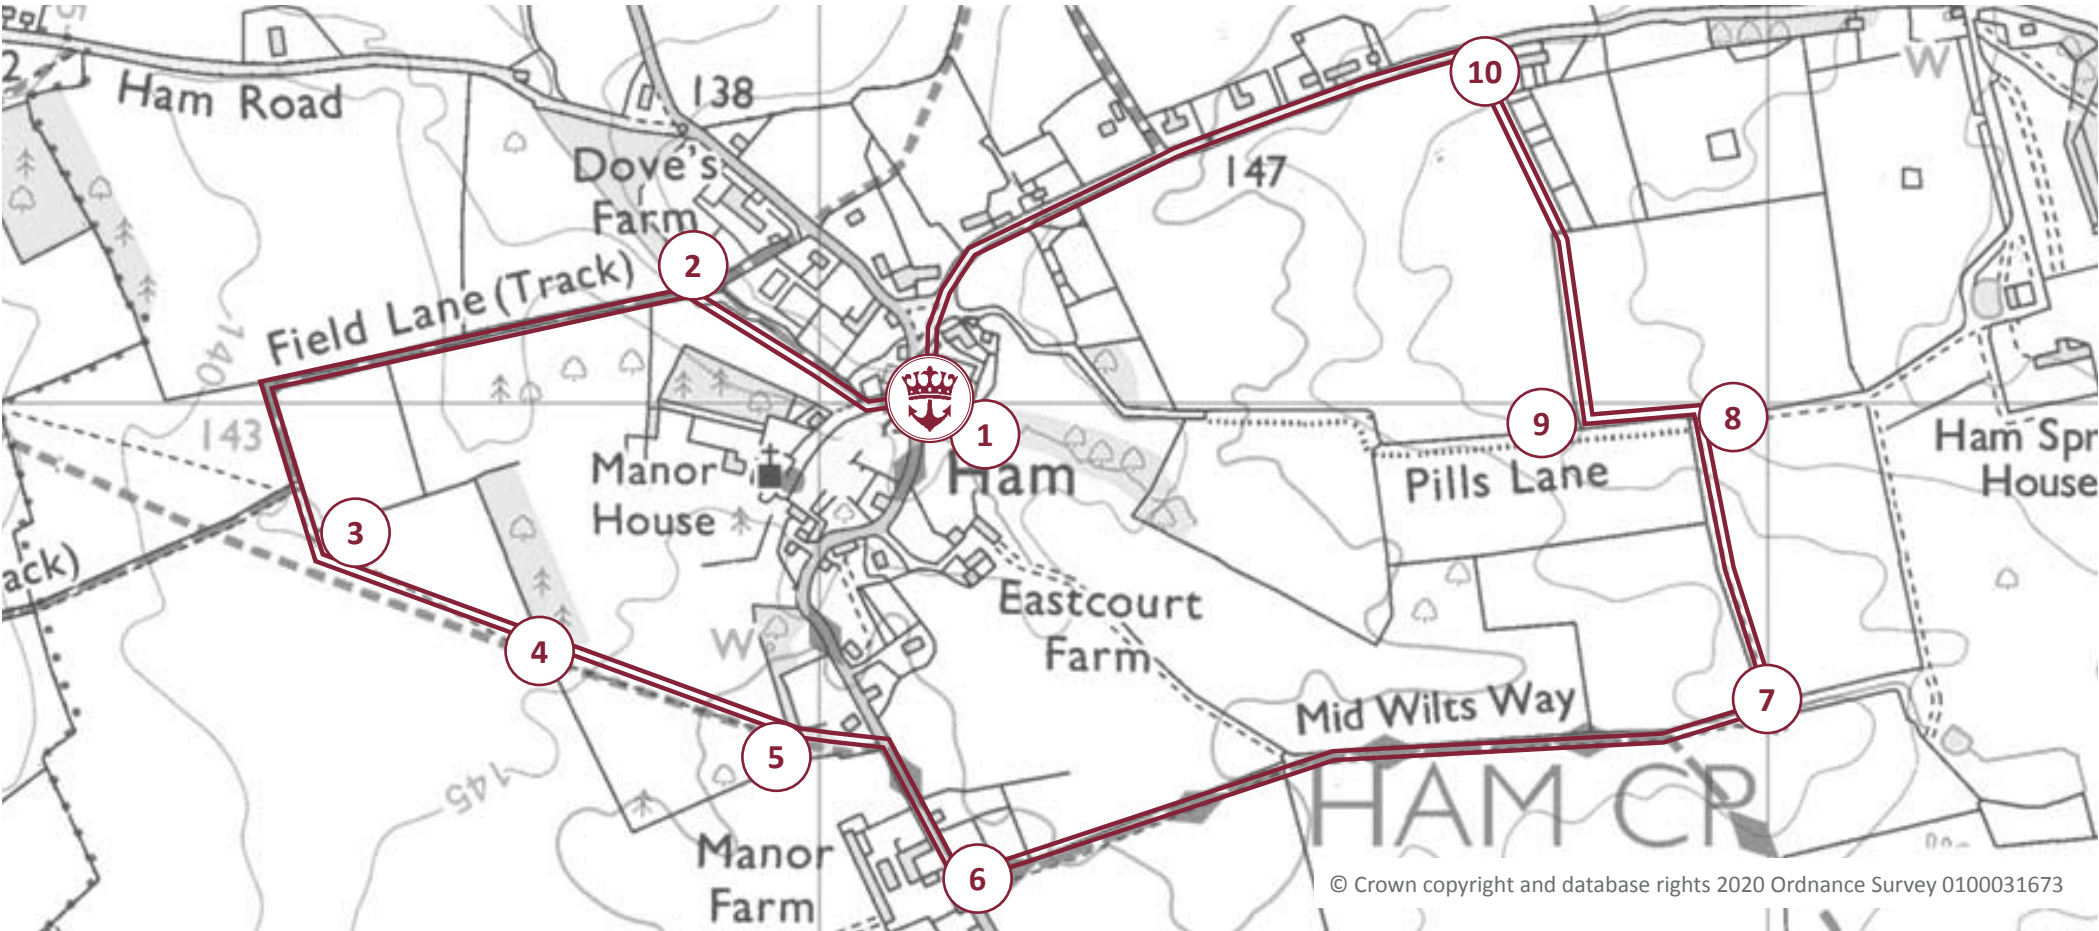 10
Ham Road
138
W
Dove's
Farm
147
2
Field Lane (Track)
140
143
1
9
8
Ham
Pills Lane
House
Manor
House
3
ack)
Eastcourt
Farm
W
4
Mid Wilts Way
7
5
145
HAM CP
Manor
Farm
6
© Crown copyright and database rights 2020 Ordnance Survey 0100031673